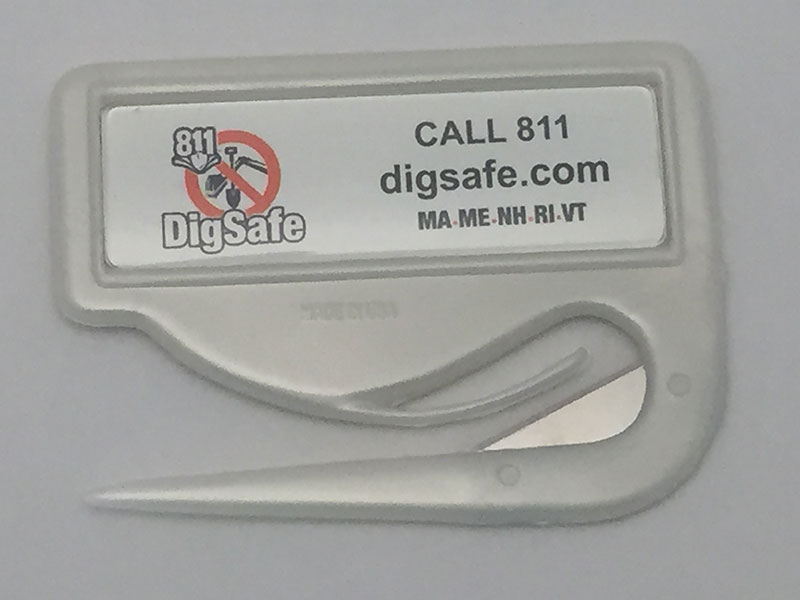 811
DigSafe
CALL 811
digsafe.com
MA·ME·NH·RI·VT